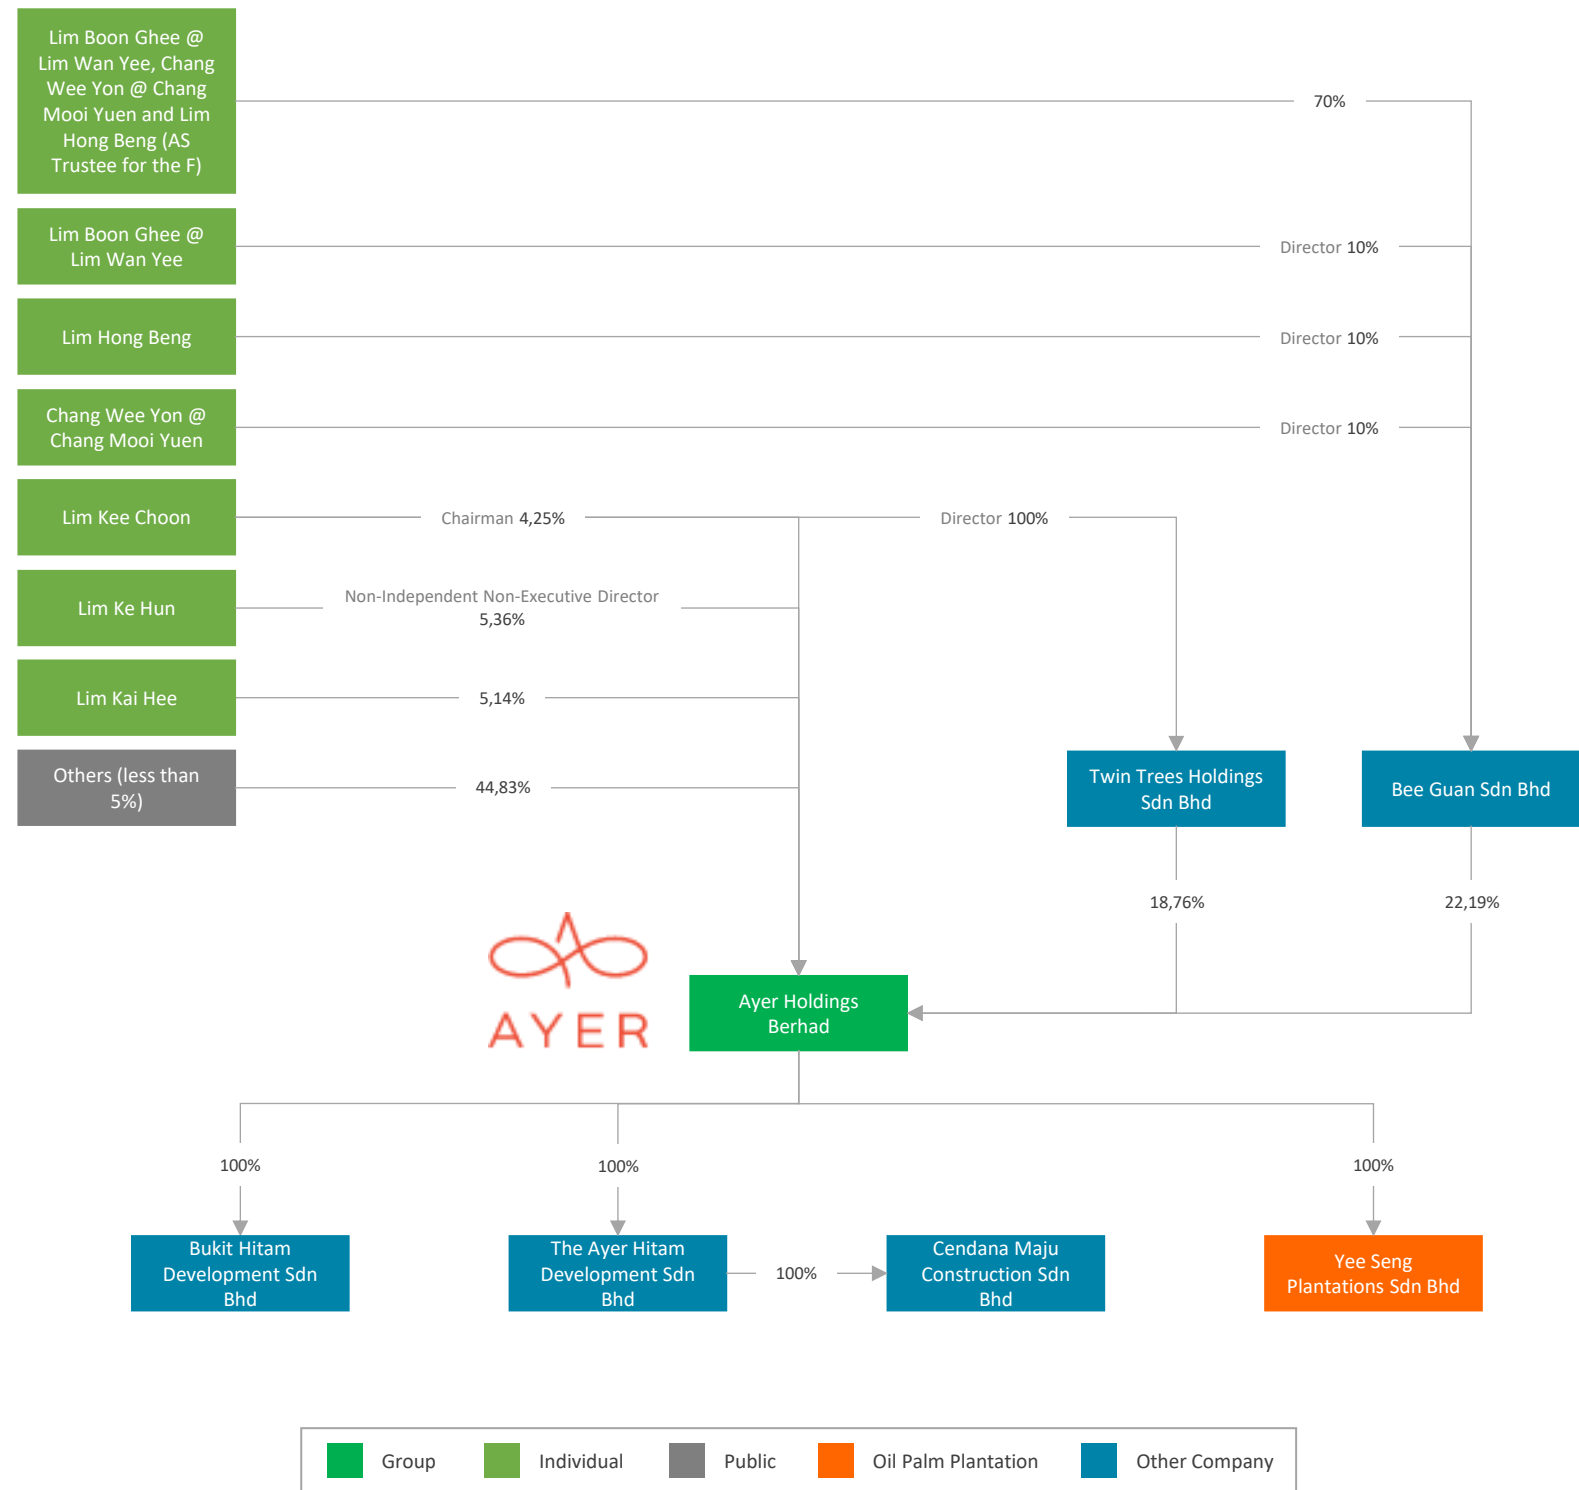 Lim Boon Ghee @
Lim Wan Yee, Chang
Wee Yon @ Chang
Mooi Yuen and Lim
Hong Beng (AS
Trustee for the F)
70%
Lim Boon Ghee @
Lim Wan Yee
Director 10%
Lim Hong Beng
Director 10%
Chang Wee Yon @
Chang Mooi Yuen
Director 10%
Lim Kee Choon
Chairman 4,25%
Director 100%
Lim Ke Hun
Non-Independent Non-Executive Director
5,36%
Lim Kai Hee
5,14%
Others (less than
5%)
44,83%
Twin Trees Holdings
Sdn Bhd
Bee Guan Sdn Bhd
18,76%
22,19%
AYER
Ayer Holdings
Berhad
100%
100%
100%
Bukit Hitam
Development Sdn
Bhd
The Ayer Hitam
Development Sdn
Bhd
100%
Cendana Maju
Construction Sdn
Bhd
Yee Seng
Plantations Sdn Bhd
Group
Individual
Public
Oil Palm Plantation
Other Company